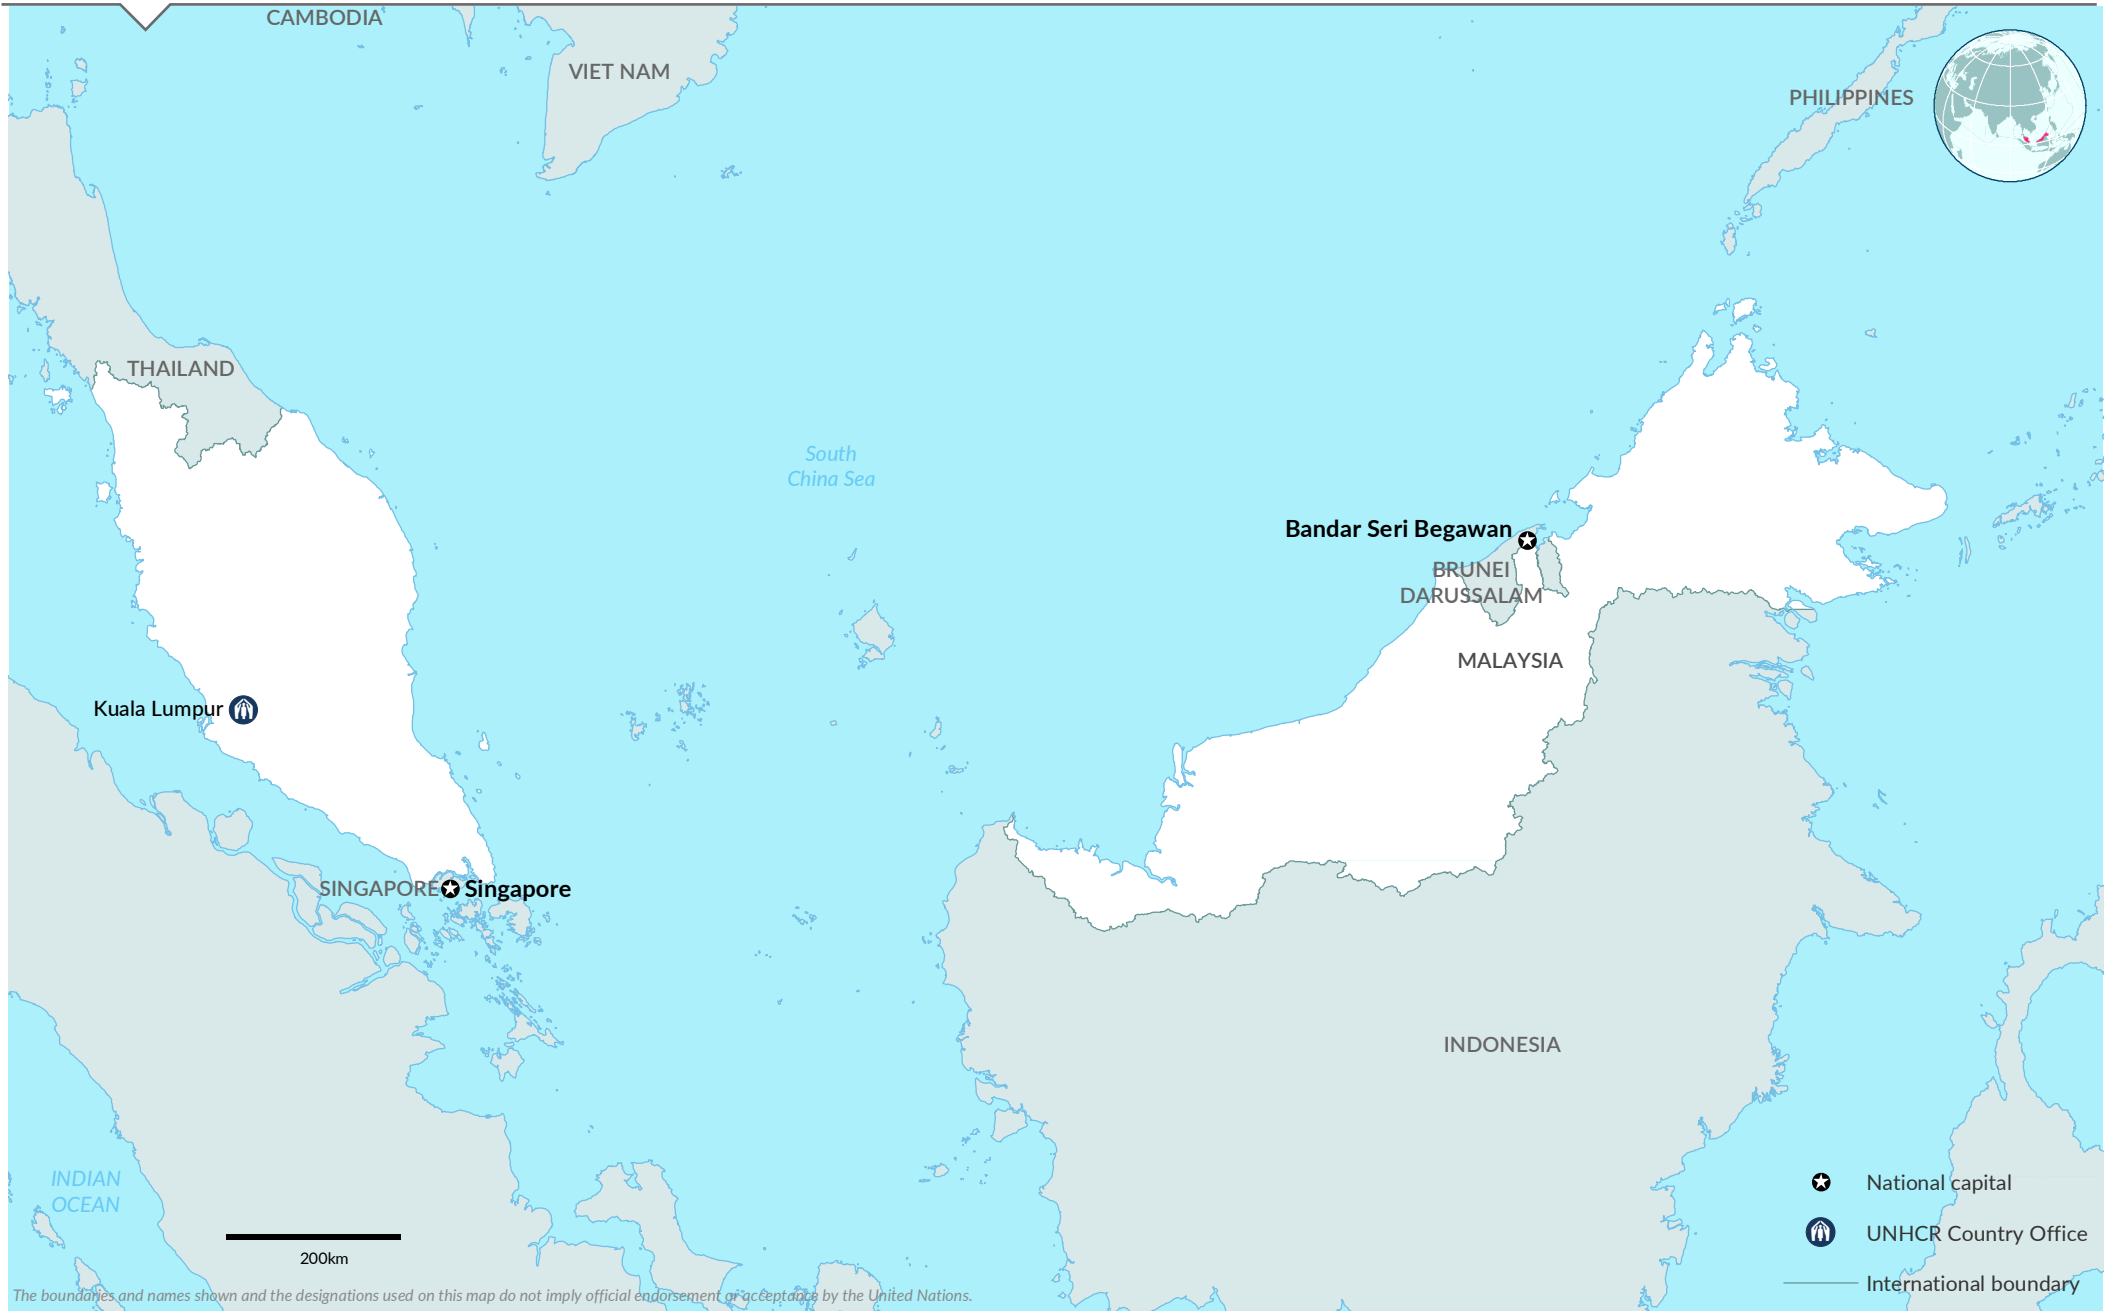 CAMBODIA
VIET NAM
PHILIPPINES
THAILAND
South
China Sea
Bandar Seri Begawan
BRUNEI
DARUSSALAM
MALAYSIA
Kuala Lumpur
SINGAPORE
Singapore
INDONESIA
INDIAN
OCEAN
200km
National capital
UNHCR Country Office
International boundary
The boundaries and names shown and the designations used on this map do not imply official endorsement or acceptance by the United Nations.